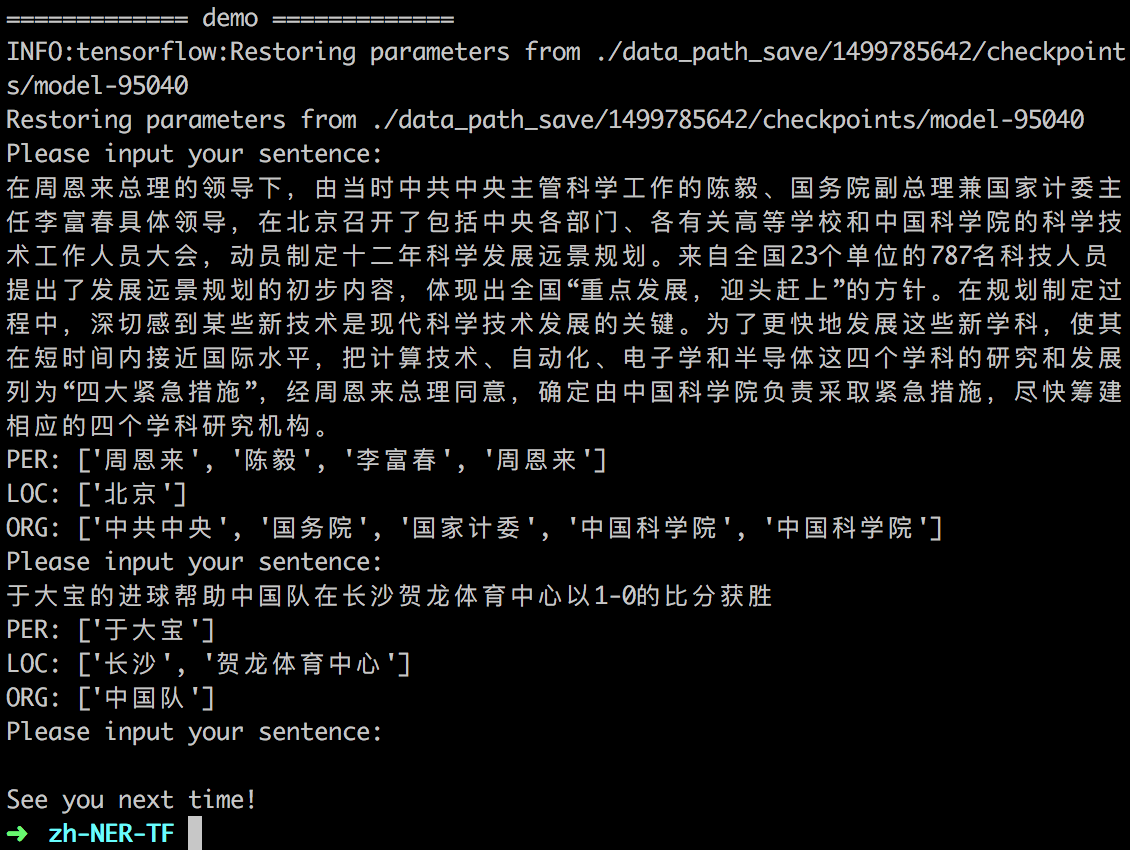 ============= demo =============
INFO:tensorflow:Restoring parameters from ./data_path_save/1499785642/checkpoint
s/model-95040
Restoring parameters from ./data_path_save/1499785642/checkpoints/model-95040
Please input your sentence:
在周恩来总理的领导下，由当时中共中央主管科学工作的陈毅、国务院副总理兼国家计委主
任李富春具体领导，在北京召开了包括中央各部门、各有关高等学校和中国科学院的科学技
术工作人员大会，动员制定十二年科学发展远景规划。来自全国23个单位的787名科技人员
提出了发展远景规划的初步内容，体现出全国“重点发展，迎头赶上”的方针。在规划制定过
程中，深切感到某些新技术是现代科学技术发展的关键。为了更快地发展这些新学科，使其
在短时间内接近国际水平，把计算技术、自动化、电子学和半导体这四个学科的研究和发展
列为“四大紧急措施”，经周恩来总理同意，确定由中国科学院负责采取紧急措施，尽快筹建
相应的四个学科研究机构。
PER: ['周恩来', '陈毅', '李富春', '周恩来']
LOC: ['北京']
ORG: ['中共中央', '国务院', '国家计委', '中国科学院', '中国科学院']
Please input your sentence:
于大宝的进球帮助中国队在长沙贺龙体育中心以1-0的比分获胜
PER: ['于大宝']
LOC: ['长沙', '贺龙体育中心']
ORG: ['中国队']
Please input your sentence:
See you next time!
➜ zh-NER-TF